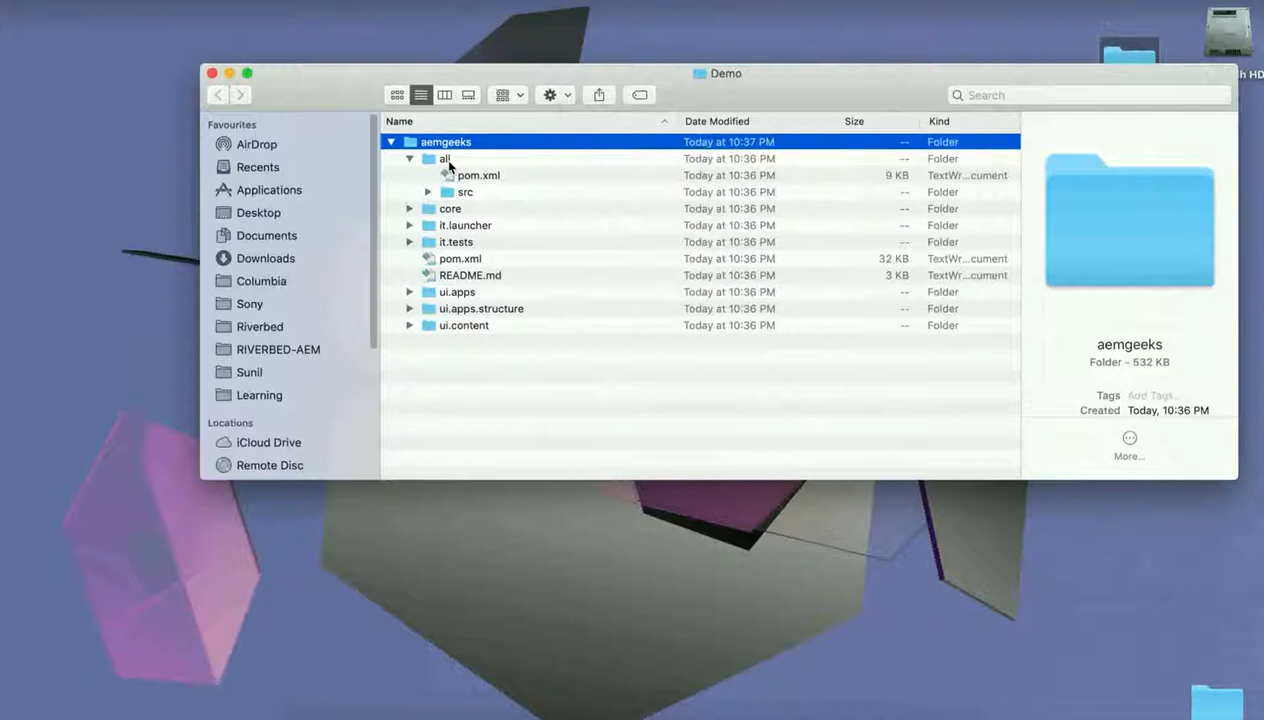 Demo
h HD
Search
Favourites
AirDrop
Recents
Applications
Desktop
Documents
Downloads
Columbia
Sony
Riverbed
RIVERBED-AEM
Sunil
Learning
Locations
iCloud Drive
Remote Disc
Name Date Modified Size Kind
aemgeeks Today at 10:37 PM -- Folder
all Today at 10:36 PM -- Folder
pom.xml Today at 10:36 PM 9 KB TextWr...cument
src Today at 10:36 PM -- Folder
core Today at 10:36 PM -- Folder
it.launcher Today at 10:36 PM -- Folder
it.tests Today at 10:36 PM -- Folder
pom.xml Today at 10:36 PM 32 KB TextWr...cument
README.md Today at 10:36 PM 3 KB TextWr...cument
ui.apps Today at 10:36 PM -- Folder
ui.apps.structure Today at 10:36 PM -- Folder
ui.content Today at 10:36 PM -- Folder
aemgeeks
Folder - 532 KB
Tags Add Tags...
Created Today, 10:36 PM
More...